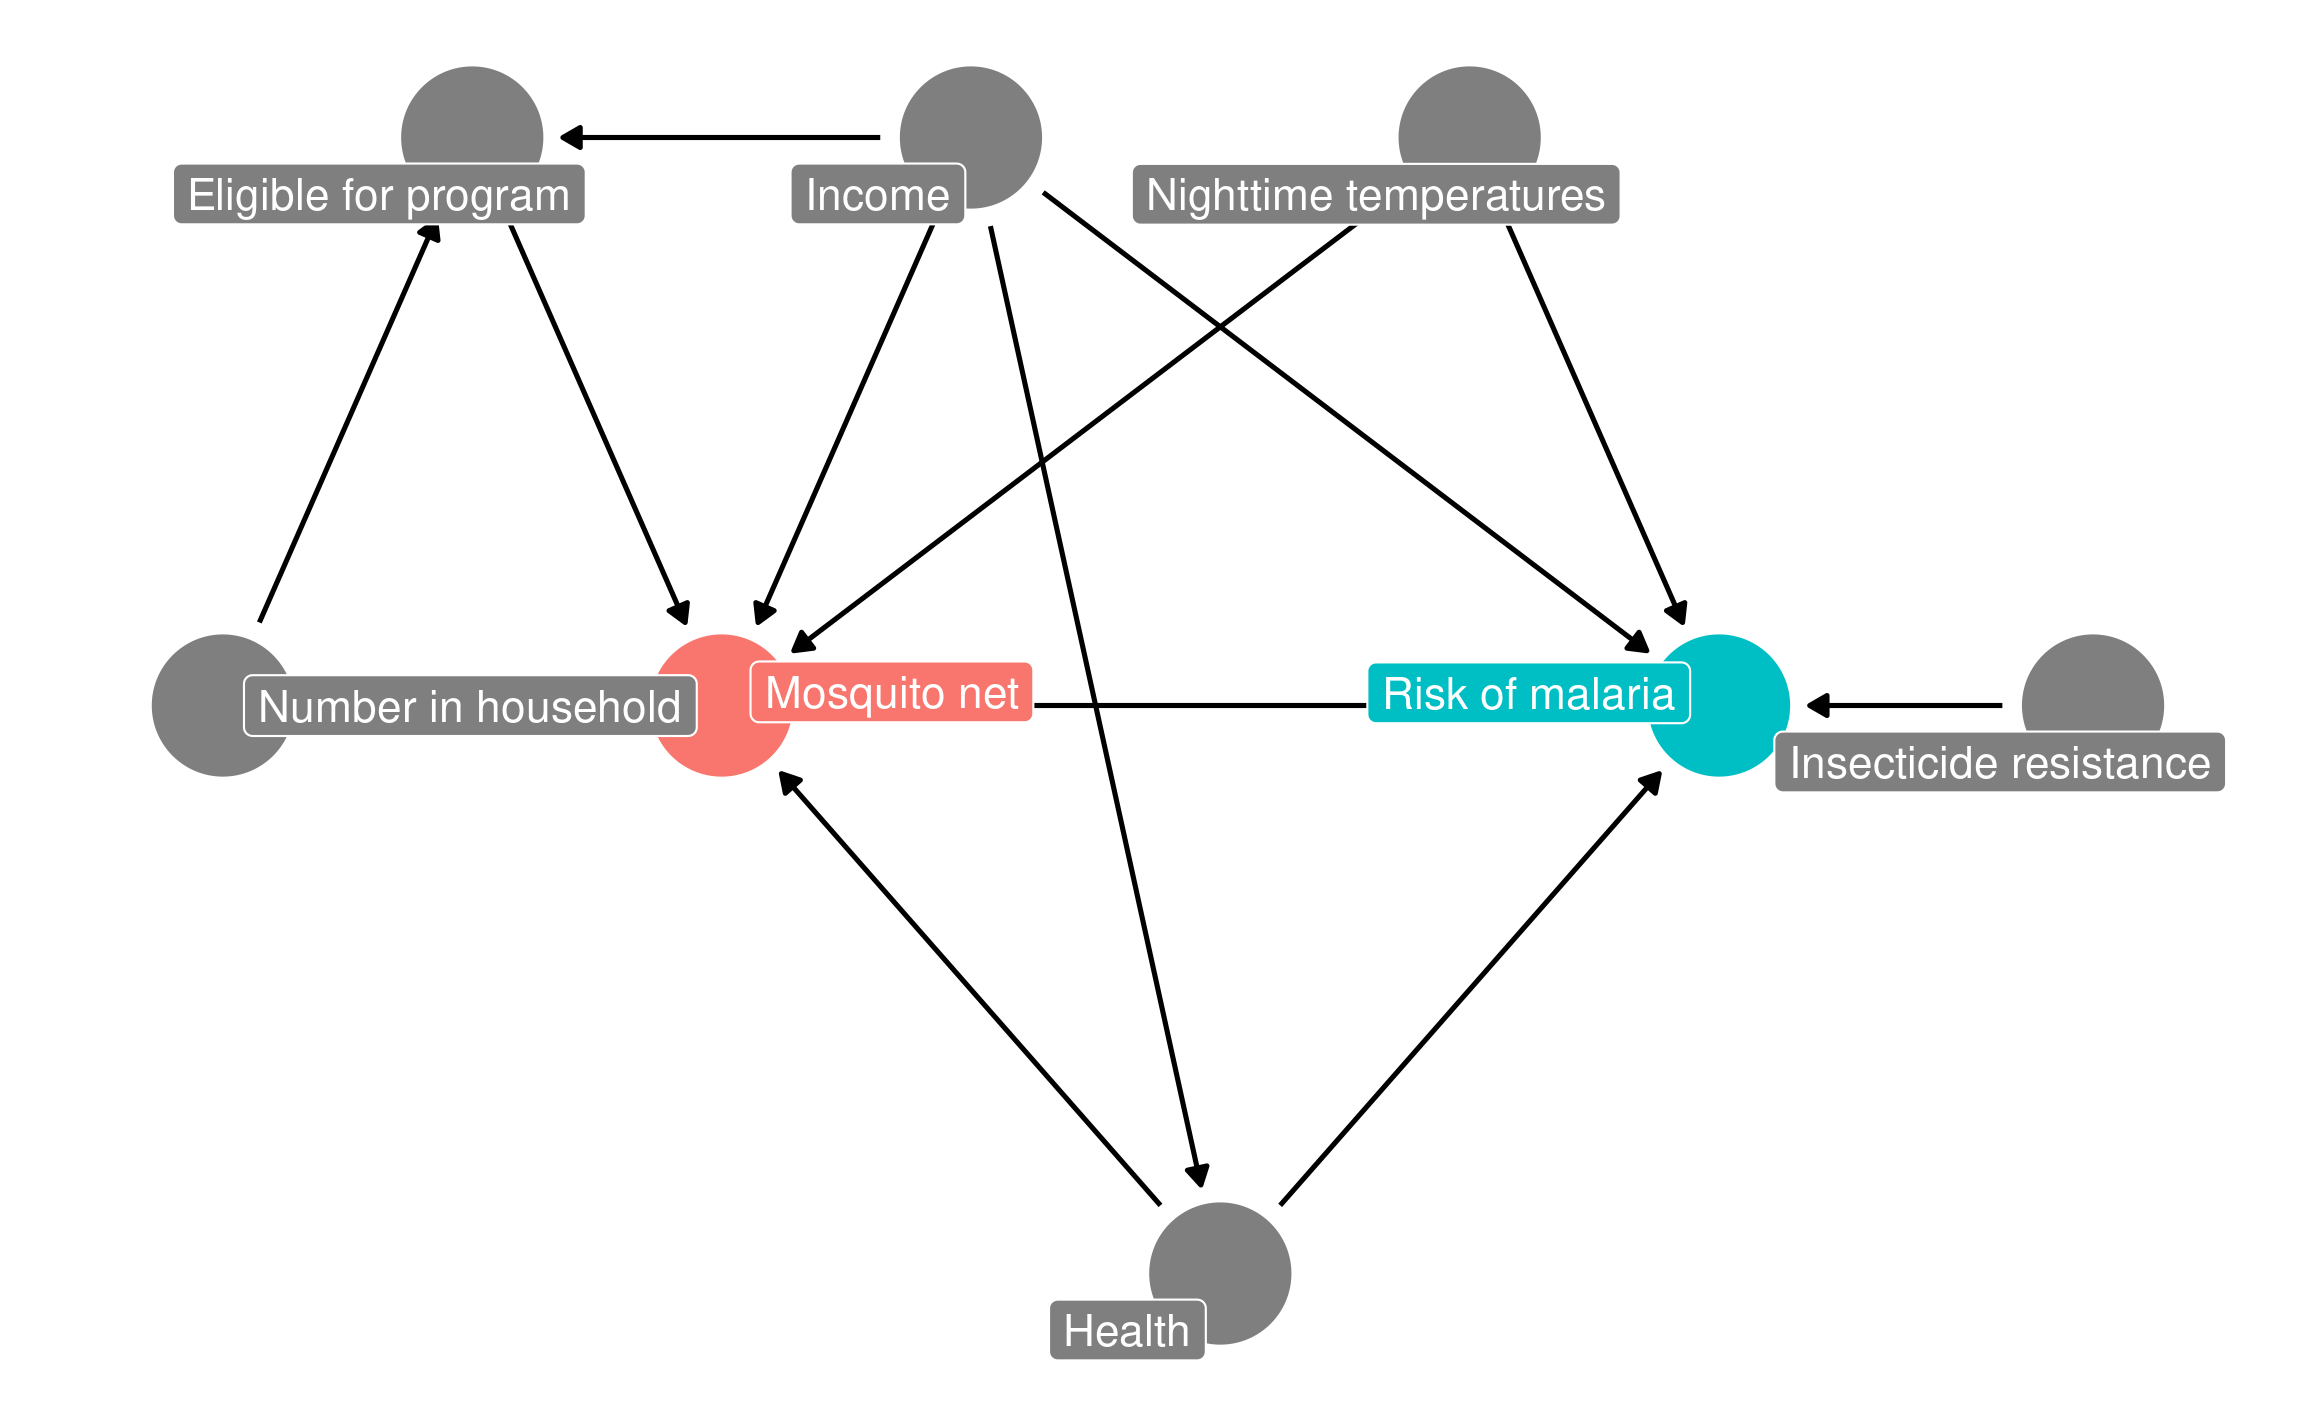 Eligible for program
Income
Nighttime temperatures
Number in household
Mosquito net
Risk of malaria
Insecticide resistance
Health